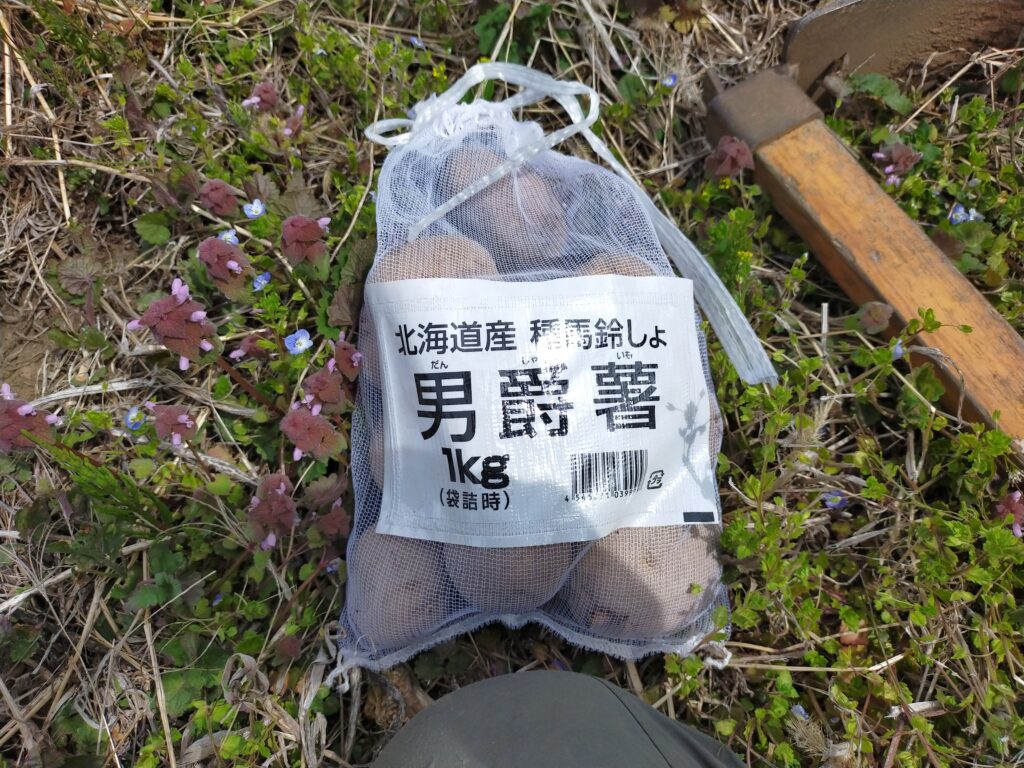 北海道産 種馬鈴しょ
だん しゃ いも
男爵薯
1kg
(袋詰時)